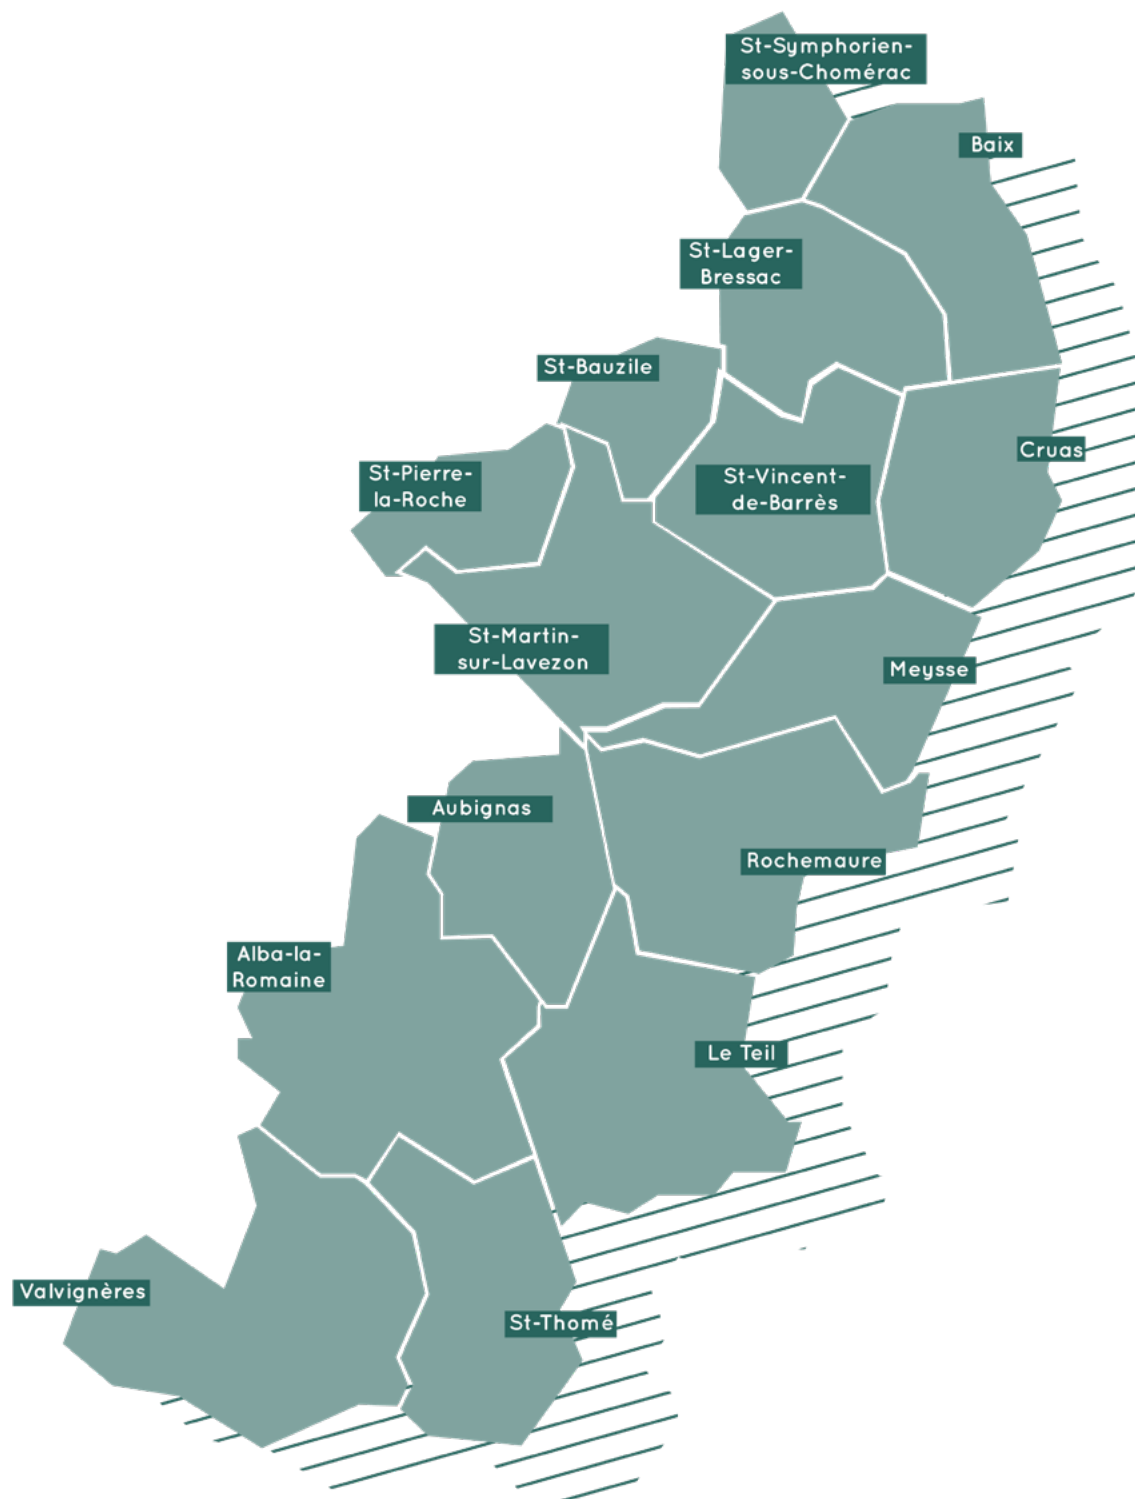 St-Symphorien-
sous-Chomérac
Baix
St-Lager-
Bressac
St-Bauzile
Cruas
St-Pierre-
la-Roche
St-Vincent-
de-Barrès
St-Martin-
sur-Lavezon
Meysse
Aubignas
Rochemaure
Alba-la-
Romaine
Le Teil
Valvignères
St-Thomé